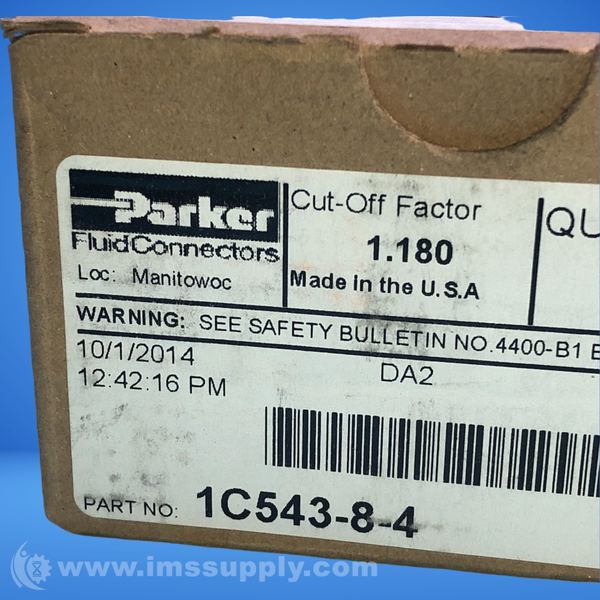 Parker
FluidConnectors
Loc: Manitowoc
Cut-Off Factor
1.180
Made in the U.S.A
QU
WARNING: SEE SAFETY BULLETIN NO.4400-B1
10/1/2014
12:42:16 PM
DA2
PART NO: 1C543-8-4
www.imssupply.com